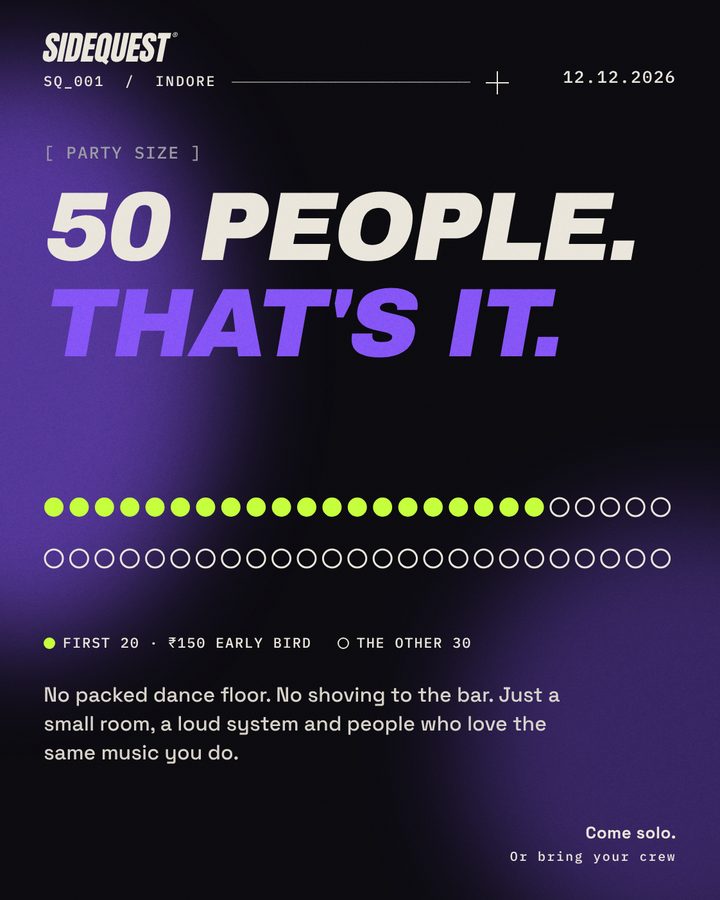 SIDEQUEST®
SQ_001 / INDORE
12.12.2026
[ PARTY SIZE ]
50 PEOPLE.
THAT'S IT.
FIRST 20 · ₹150 EARLY BIRD
THE OTHER 30
No packed dance floor. No shoving to the bar. Just a
small room, a loud system and people who love the
same music you do.
Come solo.
Or bring your crew